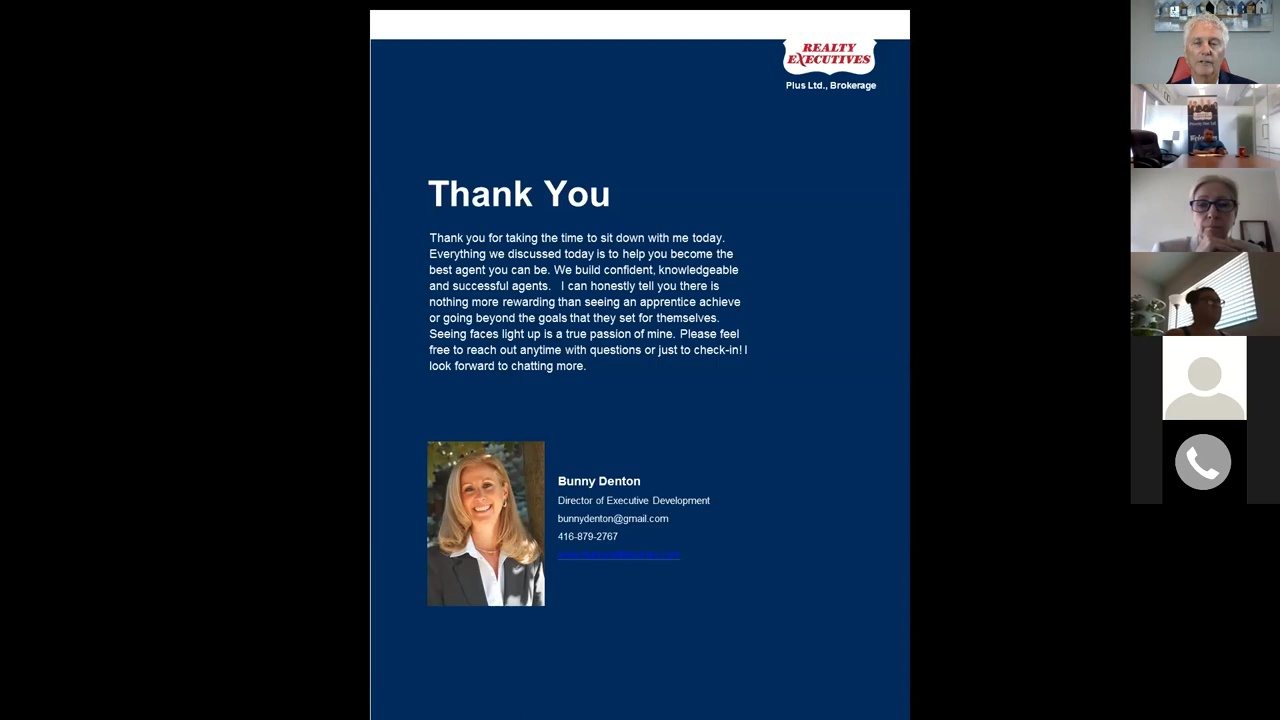 REALTY
EXECUTIVES
Plus Ltd., Brokerage
Thank You
Thank you for taking the time to sit down with me today.
Everything we discussed today is to help you become the
best agent you can be. We build confident, knowledgeable
and successful agents.   I can honestly tell you there is
nothing more rewarding than seeing an apprentice achieve
or going beyond the goals that they set for themselves.
Seeing faces light up is a true passion of mine. Please feel
free to reach out anytime with questions or just to check-in! I
look forward to chatting more.
Bunny Denton
Director of Executive Development
bunnydenton@gmail.com
416-879-2767